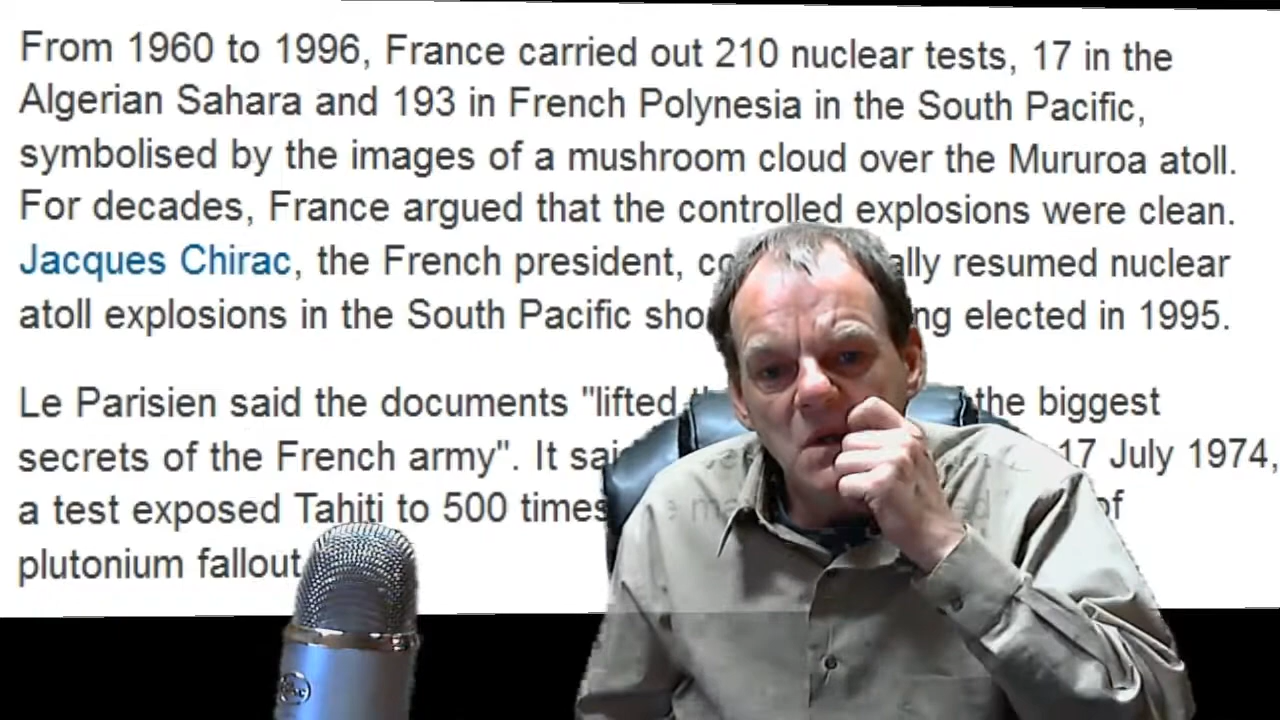 From 1960 to 1996, France carried out 210 nuclear tests, 17 in the
Algerian Sahara and 193 in French Polynesia in the South Pacific,
symbolised by the images of a mushroom cloud over the Mururoa atoll.
For decades, France argued that the controlled explosions were clean.
Jacques Chirac, the French president, resumed nuclear
atoll explosions in the South Pacific elected in 1995.
Le Parisien said the documents "lifted the biggest
secrets of the French army". It 17 July 1974,
a test exposed Tahiti to 500 times of
plutonium fallout